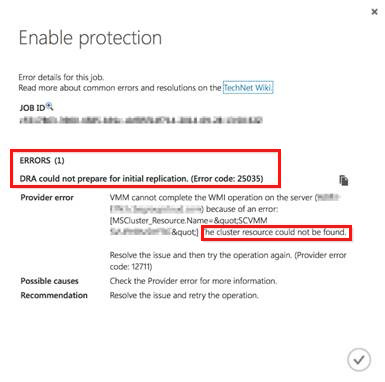 Enable protection
Error details for this job.
Read more about common errors and resolutions on the TechNet Wiki.
JOB ID
ERRORS (1)
DRA could not prepare for initial replication. (Error code: 25035)
Provider error VMM cannot complete the WMI operation on the server (
) because of an error:
[MSCluster_Resource.Name=&quot;SCVMM
&quot;] The cluster resource could not be found.
Resolve the issue and then try the operation again. (Provider error
code: 12711)
Possible causes Check the Provider error for more information.
Recommendation Resolve the issue and retry the operation.